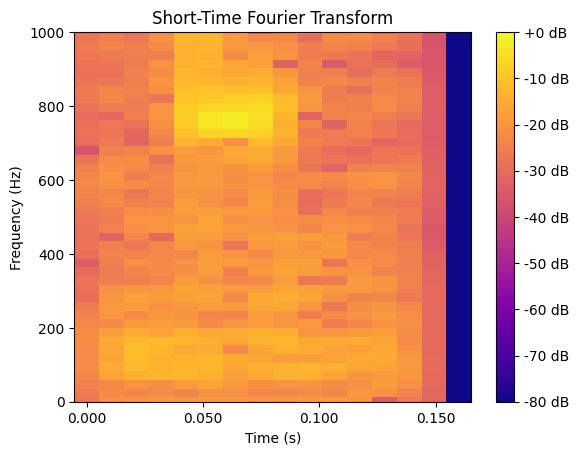 Short-Time Fourier Transform
1000
800
600
400
200
0
Frequency (Hz)
0.000
0.050
0.100
0.150
Time (s)
+0 dB
-10 dB
-20 dB
-30 dB
-40 dB
-50 dB
-60 dB
-70 dB
-80 dB